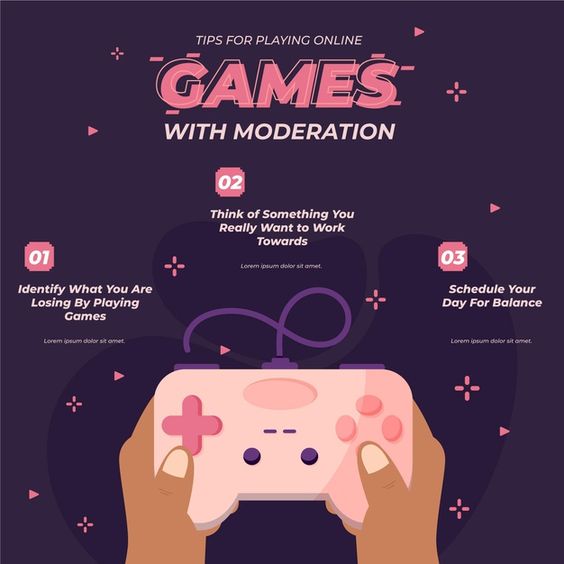 TIPS FOR PLAYING ONLINE
GAMES
WITH MODERATION
01
Identify What You Are
Losing By Playing
Games
Lorem ipsum dolor sit amet.
02
Think of Something You
Really Want to Work
Towards
Lorem ipsum dolor sit amet.
03
Schedule Your
Day For Balance
Lorem ipsum dolor sit amet.